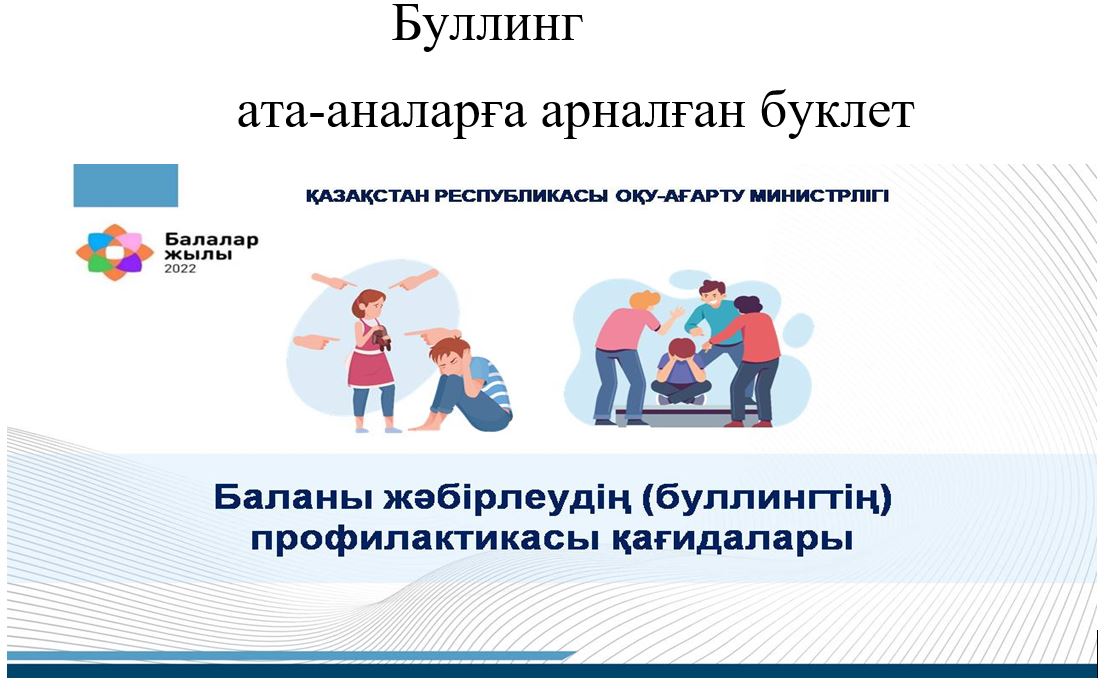 Буллинг
ата-аналарға арналған буклет
ҚАЗАҚСТАН РЕСПУБЛИКАСЫ ОҚУ-АҒАРТУ МИНИСТРЛІГІ
Балалар
жылы
2022
Баланы жәбірлеудің (буллингтің)
профилактикасы қағидалары